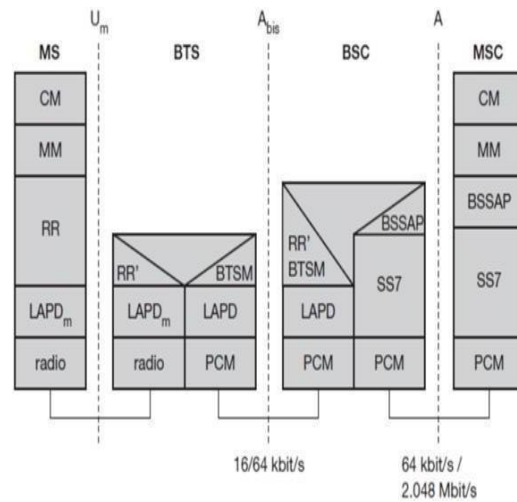 Um Abis A
MS BTS BSC MSC
CM CM
MM MM
RR BSSAP
RR' BTSM RR' BTSM BSSAP SS7 SS7
LAPDm LAPDm LAPD LAPD
radio radio PCM PCM PCM PCM
16/64 kbit/s 64 kbit/s /
2.048 Mbit/s